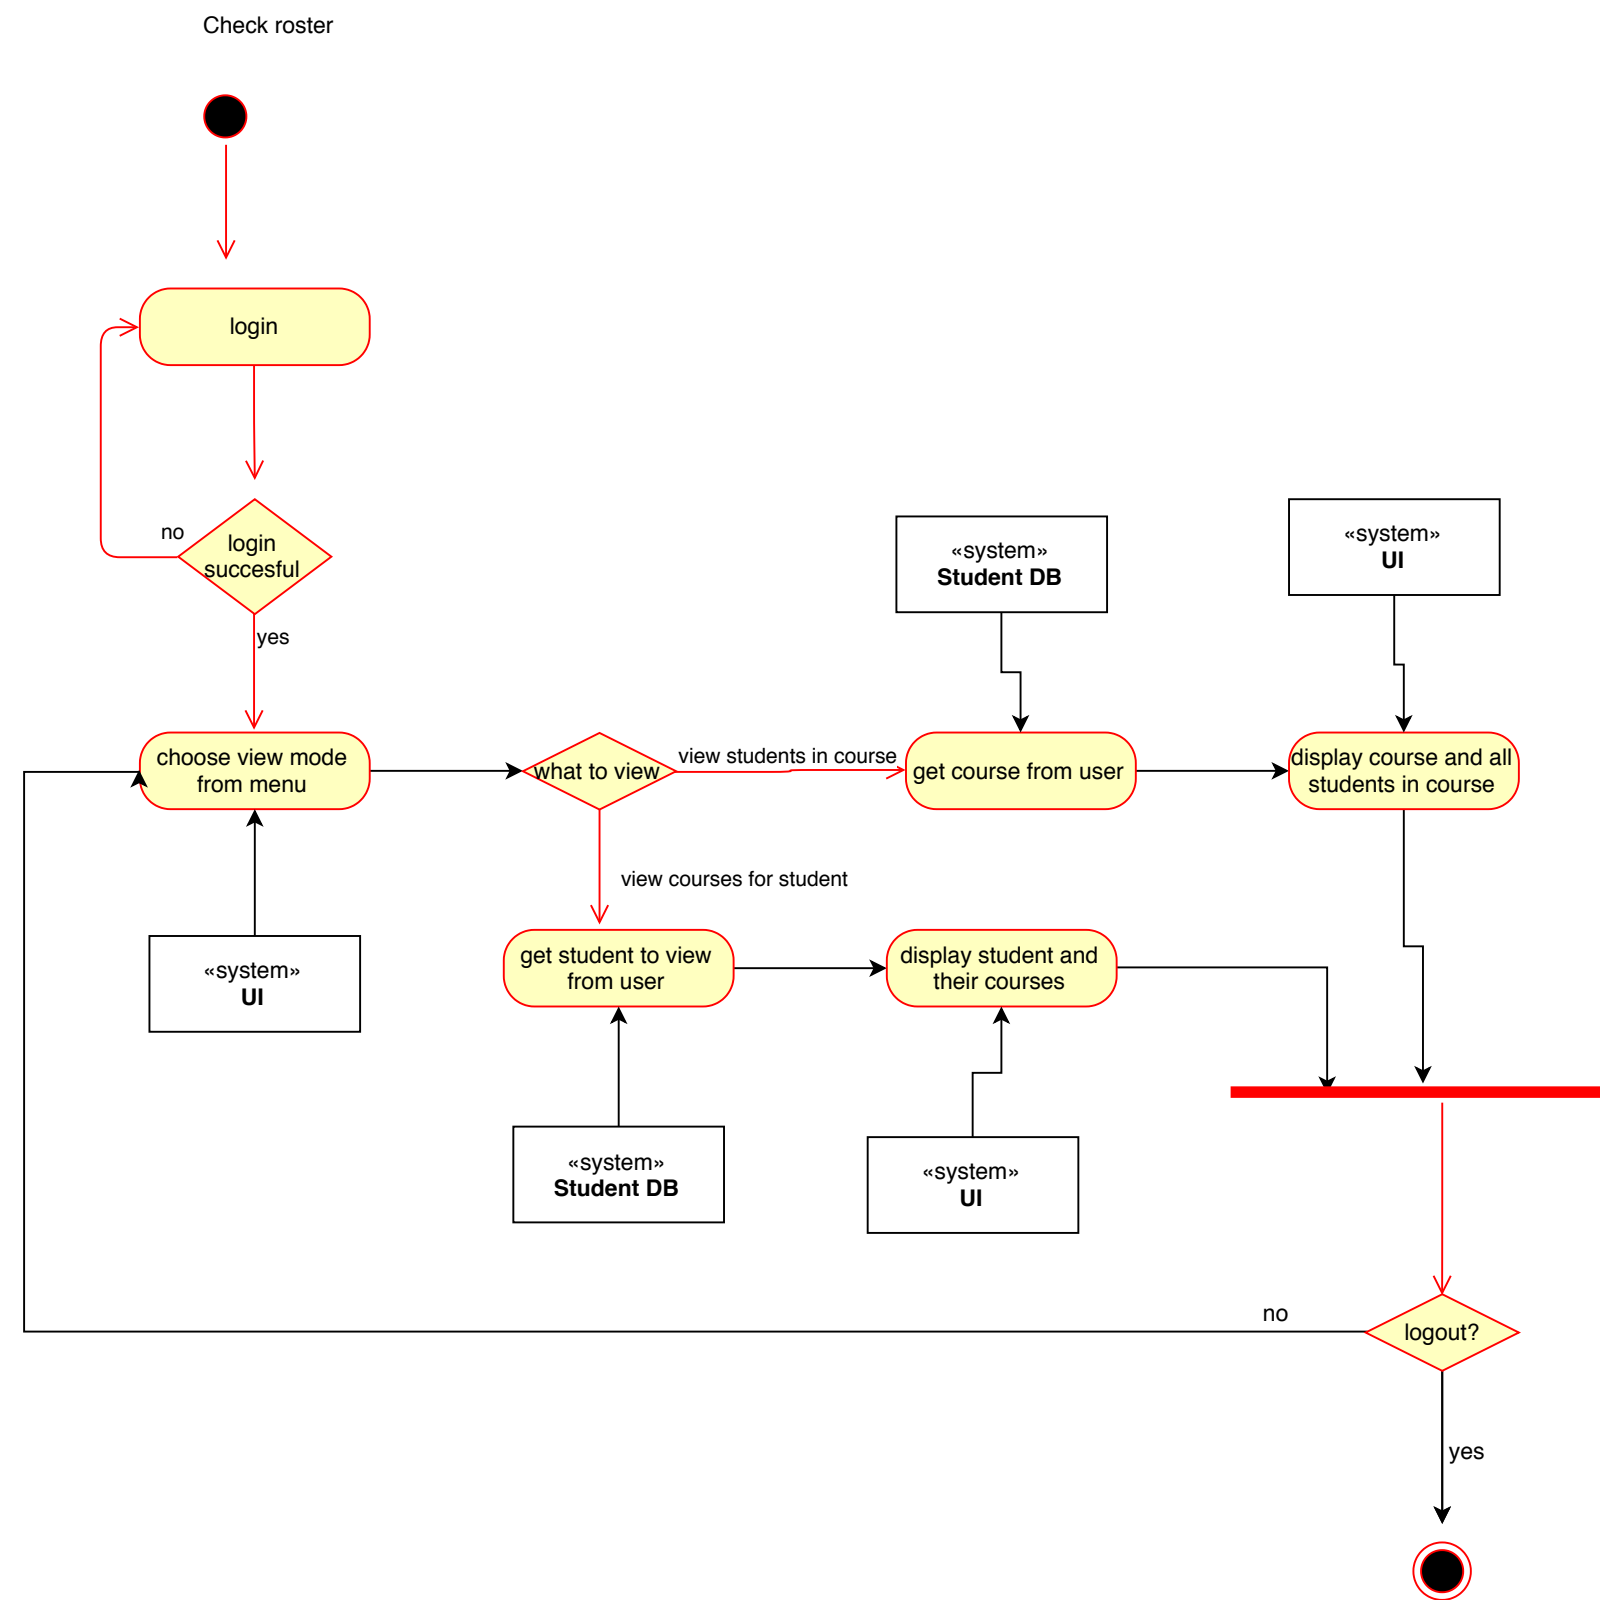 Check roster
login
no
login
succesful
yes
«system»
Student DB
«system»
UI
choose view mode
from menu
what to view
view students in course
get course from user
display course and all
students in course
view courses for student
get student to view
from user
display student and
their courses
«system»
UI
«system»
Student DB
«system»
UI
no
logout?
yes